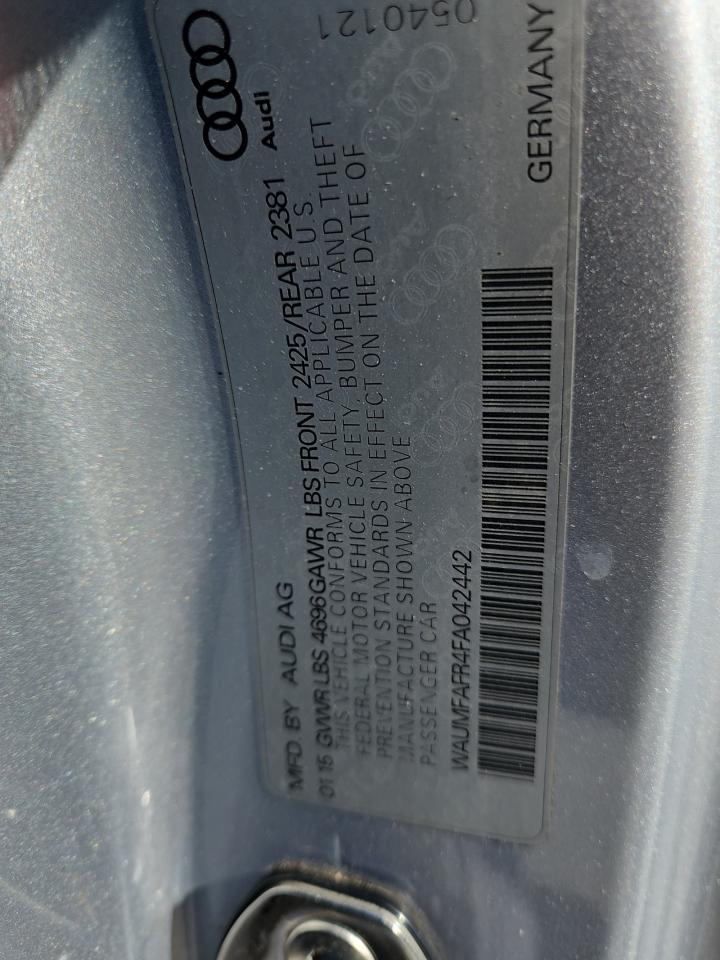 Audi
MFD BY AUDI AG
01 15 GVWR LBS 4696 GAWR LBS FRONT 2425/REAR 2381
THIS VEHICLE CONFORMS TO ALL APPLICABLE U.S.
FEDERAL MOTOR VEHICLE SAFETY, BUMPER AND THEFT
PREVENTION STANDARDS IN EFFECT ON THE DATE OF
MANUFACTURE SHOWN ABOVE
PASSENGER CAR
WAUMFAFR4FA042442
GERMANY
0540121